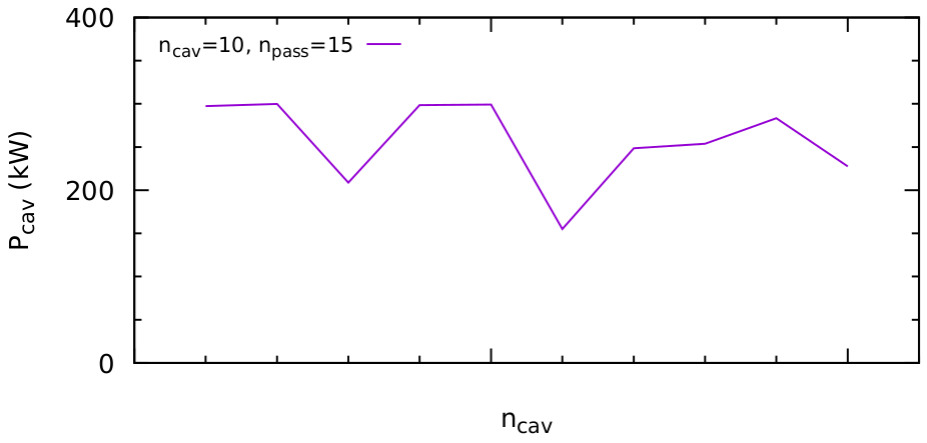 400
n_cav=10, n_pass=15
P_cav (kW)
200
0
n_cav